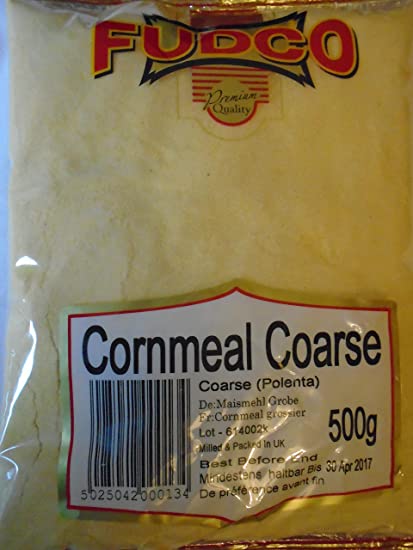 FUDCO
Premium
Quality
Cornmeal Coarse
Coarse (Polenta)
De:Maismehl Grobe
Fr:Cornmeal grossier
Lot - 614002k
Milled & Packed In UK
500g
Best Before End
Mindestens haltbar Bis 30 Apr 2017
De préférence avant fin
5025042000134